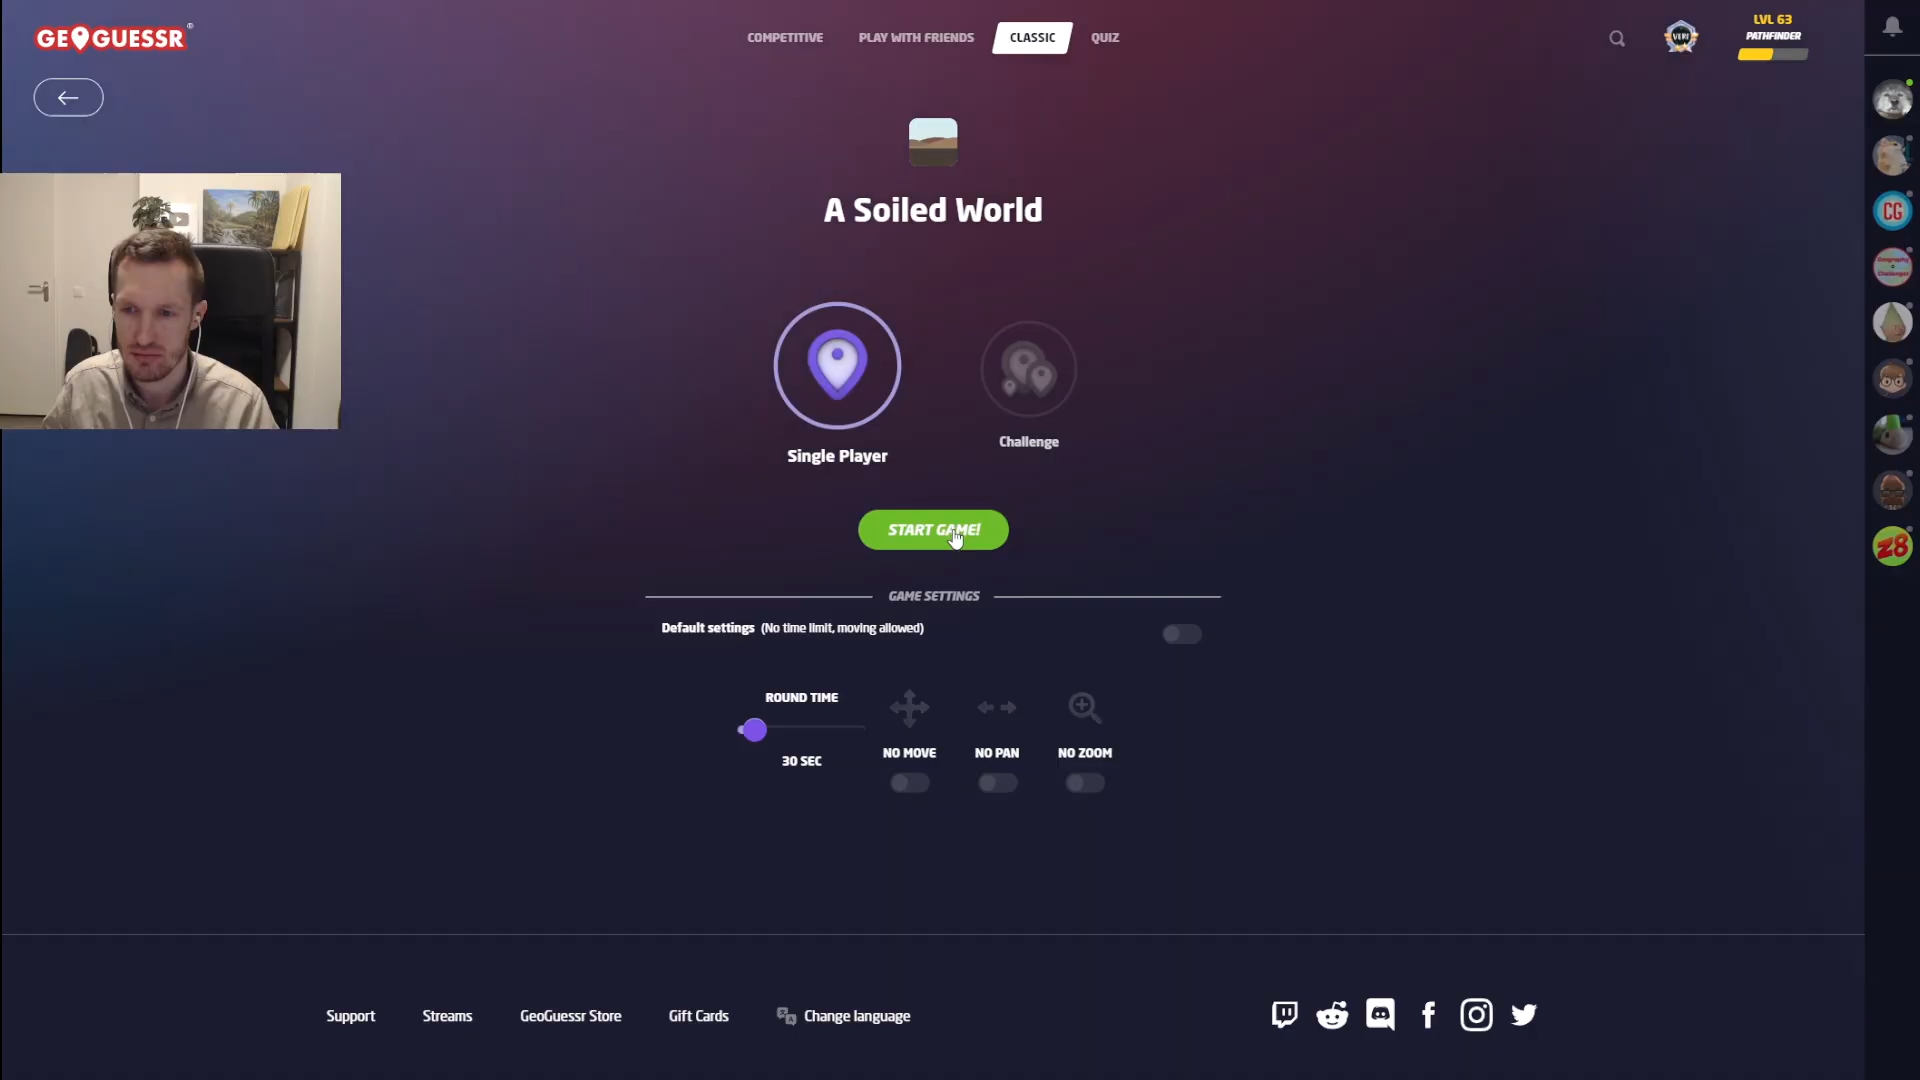 GEOGUESSR®
COMPETITIVE
PLAY WITH FRIENDS
CLASSIC
QUIZ
LVL 63
PATHFINDER
A Soiled World
Single Player
Challenge
START GAME!
GAME SETTINGS
Default settings (No time limit, moving allowed)
ROUND TIME
30 SEC
NO MOVE
NO PAN
NO ZOOM
CG
Z8
Support
Streams
GeoGuessr Store
Gift Cards
Change language